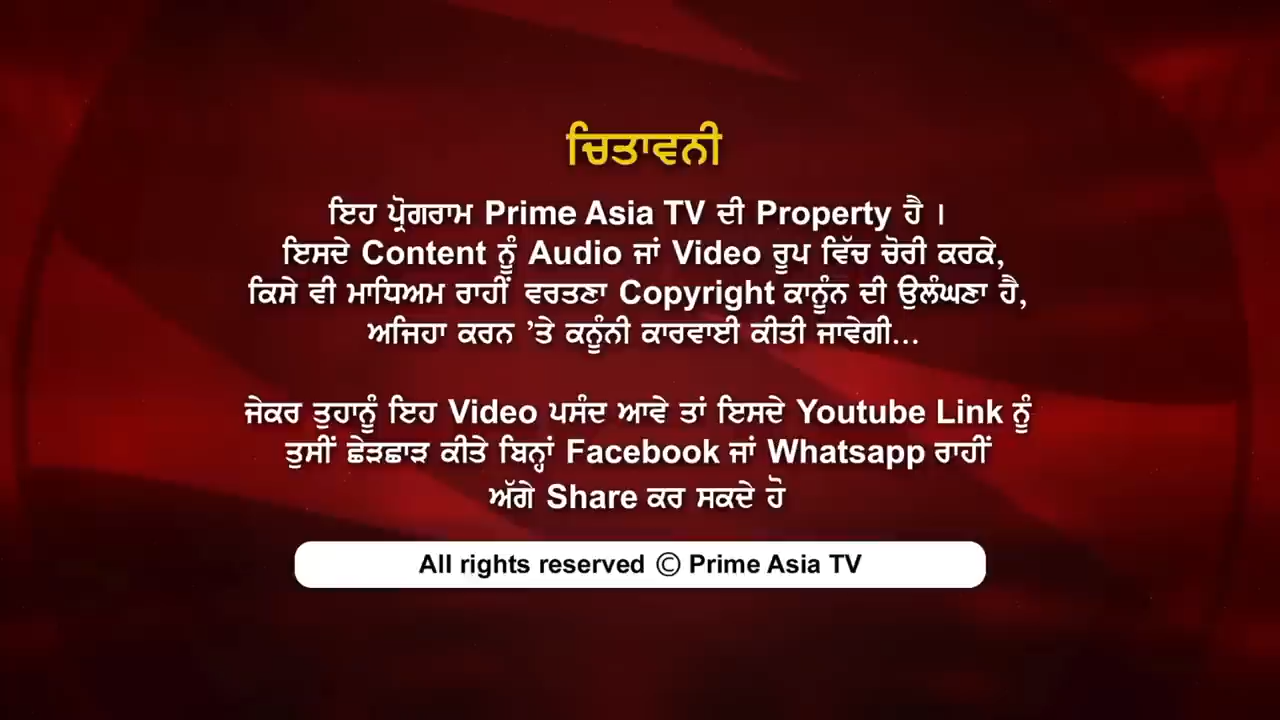 ਚਿਤਾਵਨੀ
ਇਹ ਪ੍ਰੋਗਰਾਮ Prime Asia TV ਦੀ Property ਹੈ ।
ਇਸਦੇ Content ਨੂੰ Audio ਜਾਂ Video ਰੂਪ ਵਿੱਚ ਚੋਰੀ ਕਰਕੇ,
ਕਿਸੇ ਵੀ ਮਾਧਿਅਮ ਰਾਹੀਂ ਵਰਤਣਾ Copyright ਕਾਨੂੰਨ ਦੀ ਉਲੰਘਣਾ ਹੈ,
ਅਜਿਹਾ ਕਰਨ ’ਤੇ ਕਨੂੰਨੀ ਕਾਰਵਾਈ ਕੀਤੀ ਜਾਵੇਗੀ...
ਜੇਕਰ ਤੁਹਾਨੂੰ ਇਹ Video ਪਸੰਦ ਆਵੇ ਤਾਂ ਇਸਦੇ Youtube Link ਨੂੰ
ਤੁਸੀਂ ਛੇੜਛਾੜ ਕੀਤੇ ਬਿਨ੍ਹਾਂ Facebook ਜਾਂ Whatsapp ਰਾਹੀਂ
ਅੱਗੇ Share ਕਰ ਸਕਦੇ ਹੋ
All rights reserved © Prime Asia TV